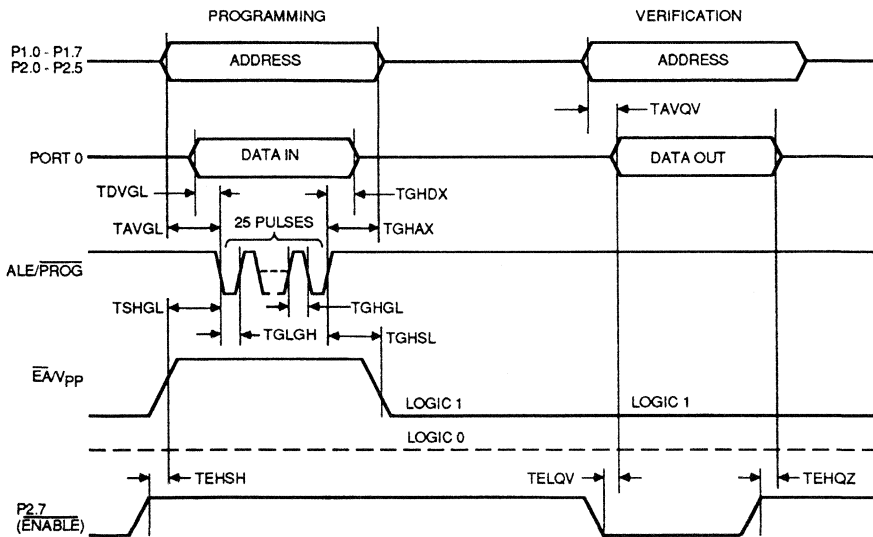 PROGRAMMING VERIFICATION
P1.0 - P1.7
P2.0 - P2.5
ADDRESS ADDRESS
TAVQV
PORT 0 DATA IN DATA OUT
TDVGL TGHDX
25 PULSES
TAVGL TGHAX
ALE/PROG
TSHGL TGHGL
TGLGH TGHSL
EA/VPP
LOGIC 1 LOGIC 1
LOGIC 0
TEHSH TELQV TEHQZ
P2.7
(ENABLE)